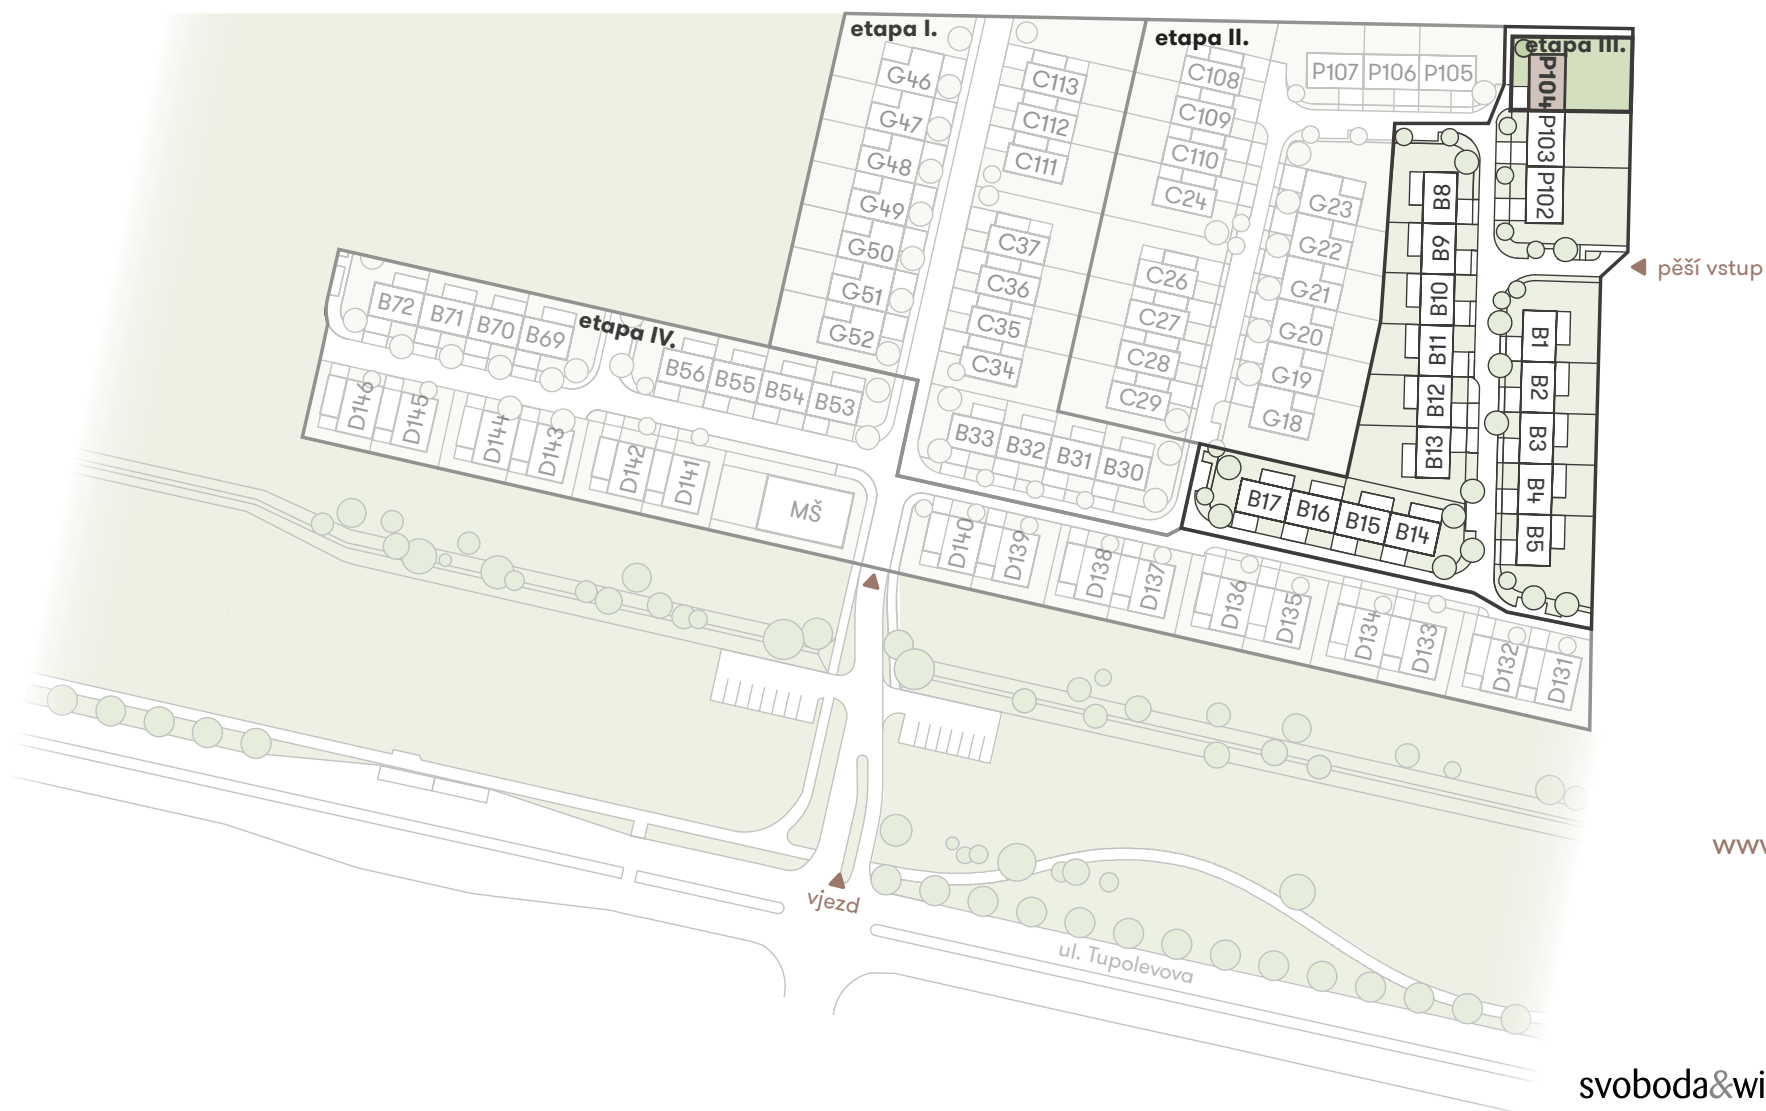 etapa I.
etapa II.
etapa III.
G46
G47
G48
G49
G50
G51
G52
C113
C112
C111
C37
C36
C35
C34
C108
C109
C110
C24
C26
C27
C28
C29
P107
P106
P105
P104
P103
P102
G23
G22
G21
G20
G19
G18
B8
B9
B10
B11
B12
B13
pěší vstup
B1
B2
B3
B4
B5
etapa IV.
B72
B71
B70
B69
B56
B55
B54
B53
B33
B32
B31
B30
B17
B16
B15
B14
D146
D145
D144
D143
D142
D141
MŠ
D140
D139
D138
D137
D136
D135
D134
D133
D132
D131
vjezd
ul. Tupolevova
svoboda&wi